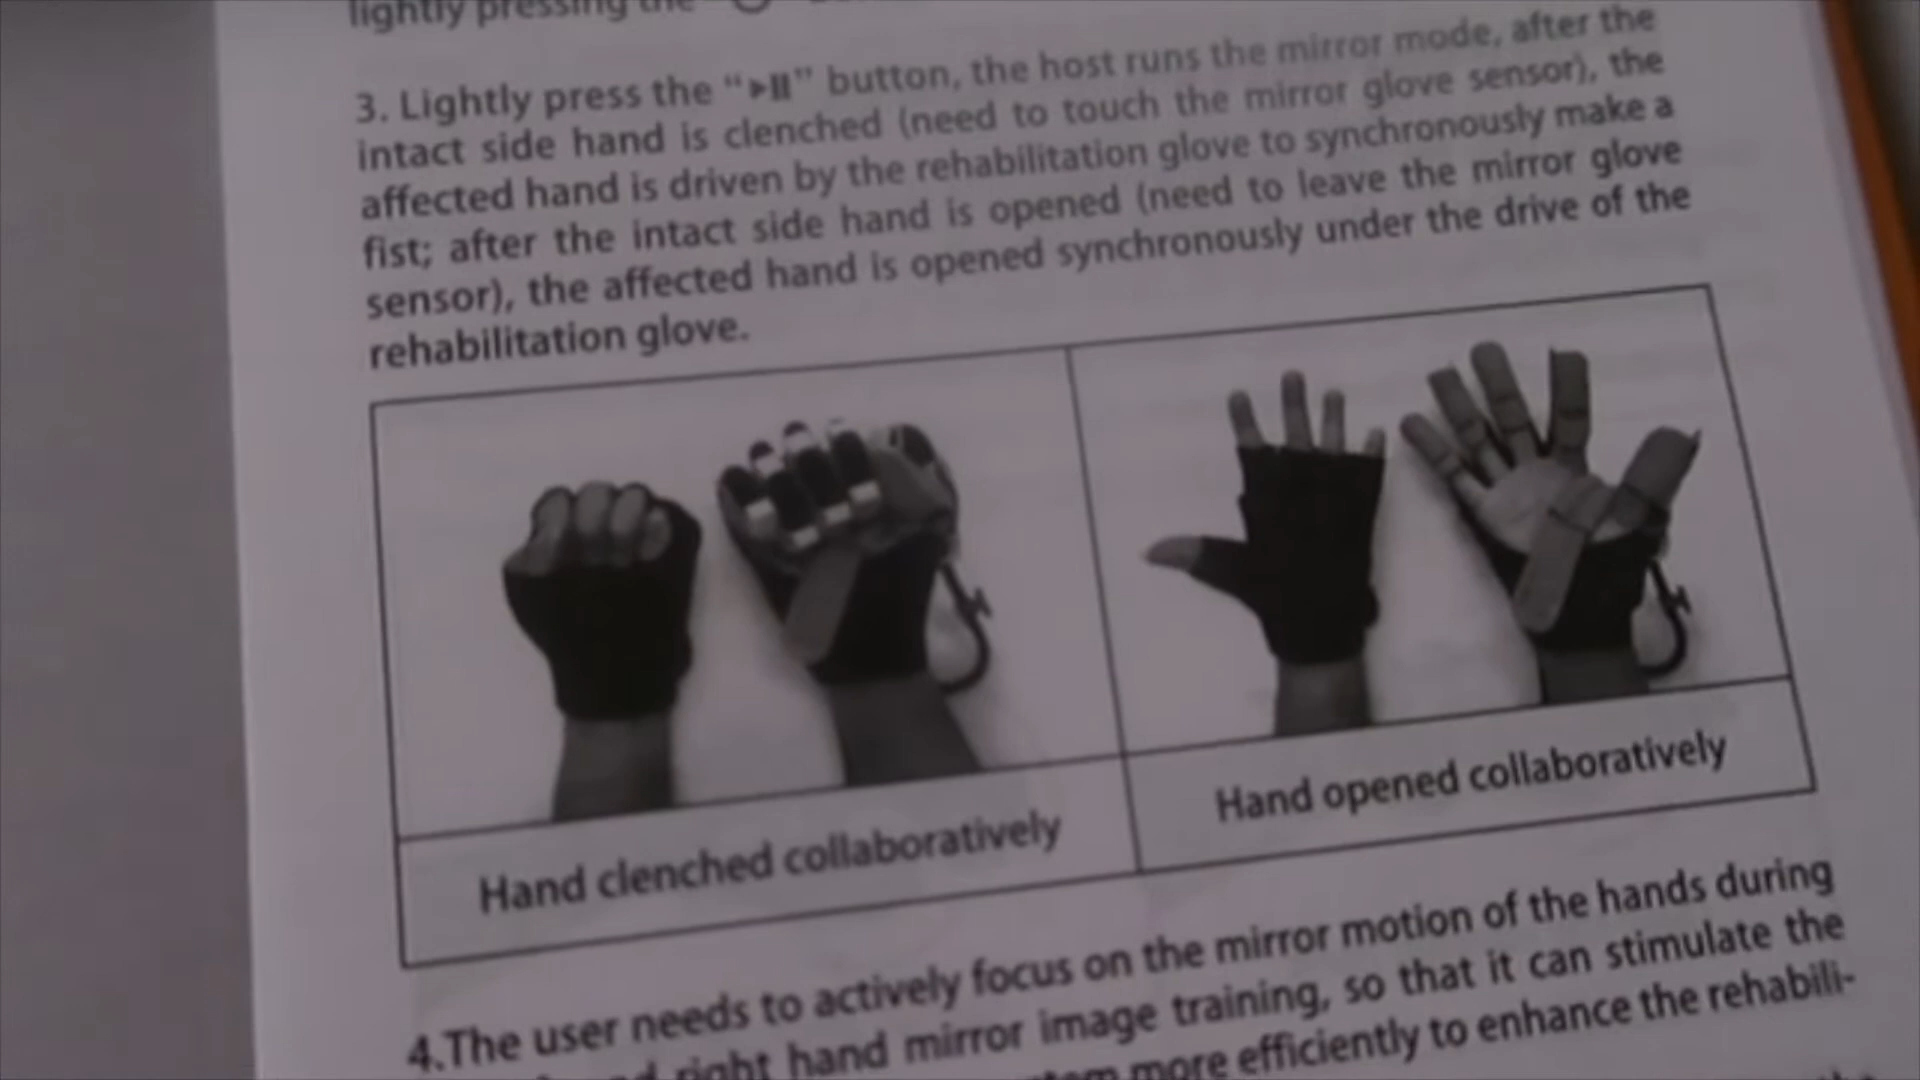 lightly pressing the "
3. Lightly press the "▶II" button, the host runs the mirror mode, after the
intact side hand is clenched (need to touch the mirror glove sensor), the
affected hand is driven by the rehabilitation glove to synchronously make a
fist; after the intact side hand is opened (need to leave the mirror glove
sensor), the affected hand is opened synchronously under the drive of the
rehabilitation glove.
Hand clenched collaboratively
Hand opened collaboratively
4.The user needs to actively focus on the mirror motion of the hands during
right hand mirror image training, so that it can stimulate the
more efficiently to enhance the rehabili-